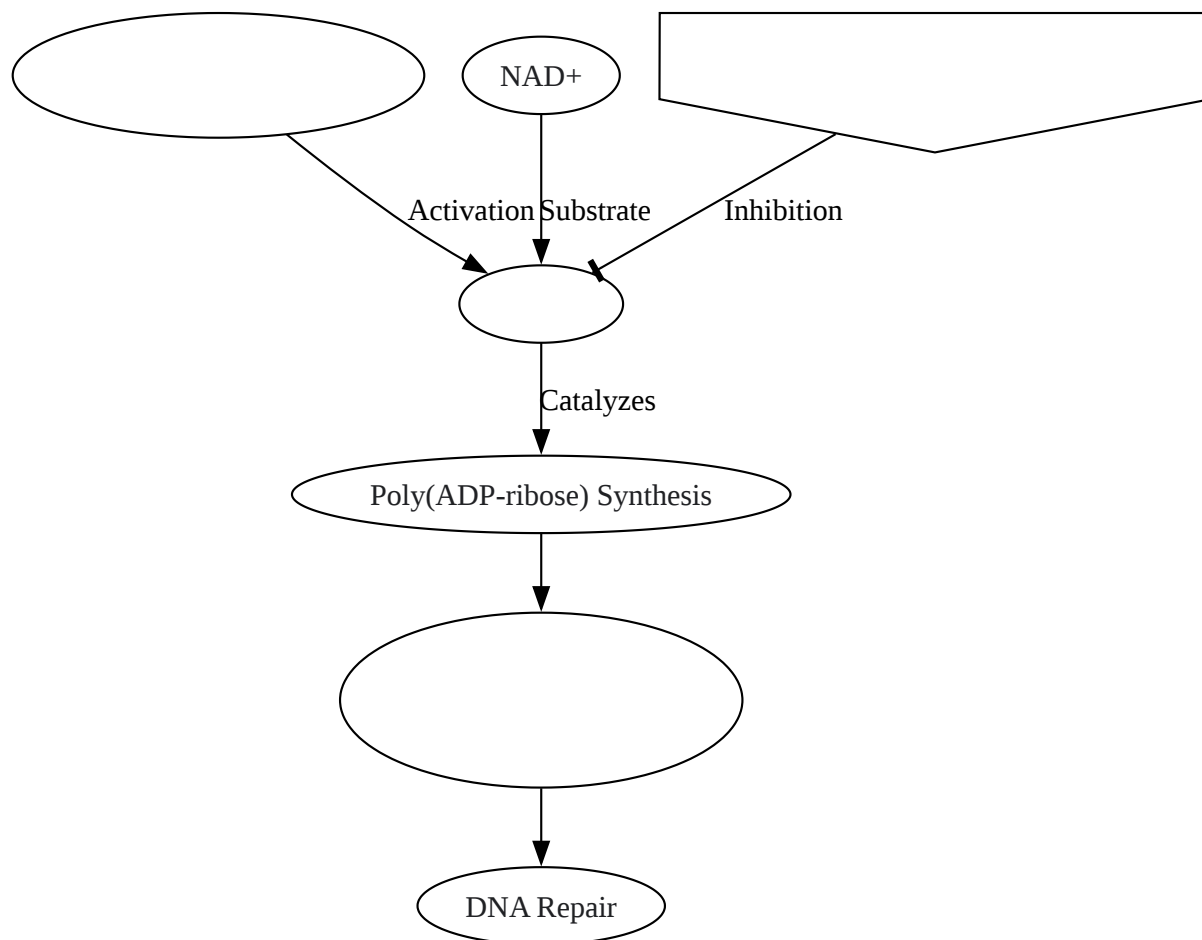 NAD+
Activation
Substrate
Inhibition
Catalyzes
Poly(ADP-ribose) Synthesis
DNA Repair